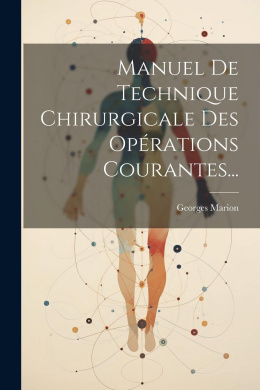 Manuel De
Technique
Chirurgicale Des
Opérations
Courantes...
Georges Marion